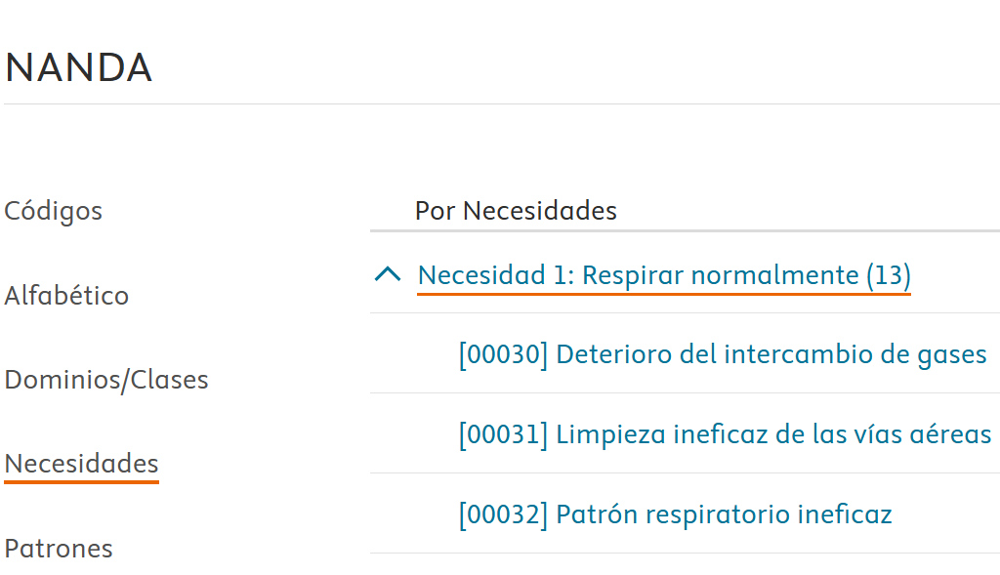 NANDA
Códigos
Alfabético
Dominios/Clases
Necesidades
Patrones
Por Necesidades
Necesidad 1: Respirar normalmente (13)
[00030] Deterioro del intercambio de gases
[00031] Limpieza ineficaz de las vías aéreas
[00032] Patrón respiratorio ineficaz